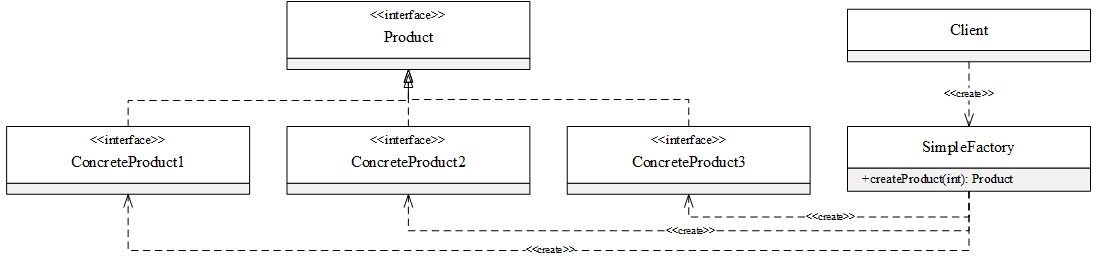 <<interface>>
Product
Client
<<create>>
<<interface>>
ConcreteProduct1
<<interface>>
ConcreteProduct2
<<interface>>
ConcreteProduct3
SimpleFactory
+createProduct(int): Product
<<create>>
<<create>>
<<create>>